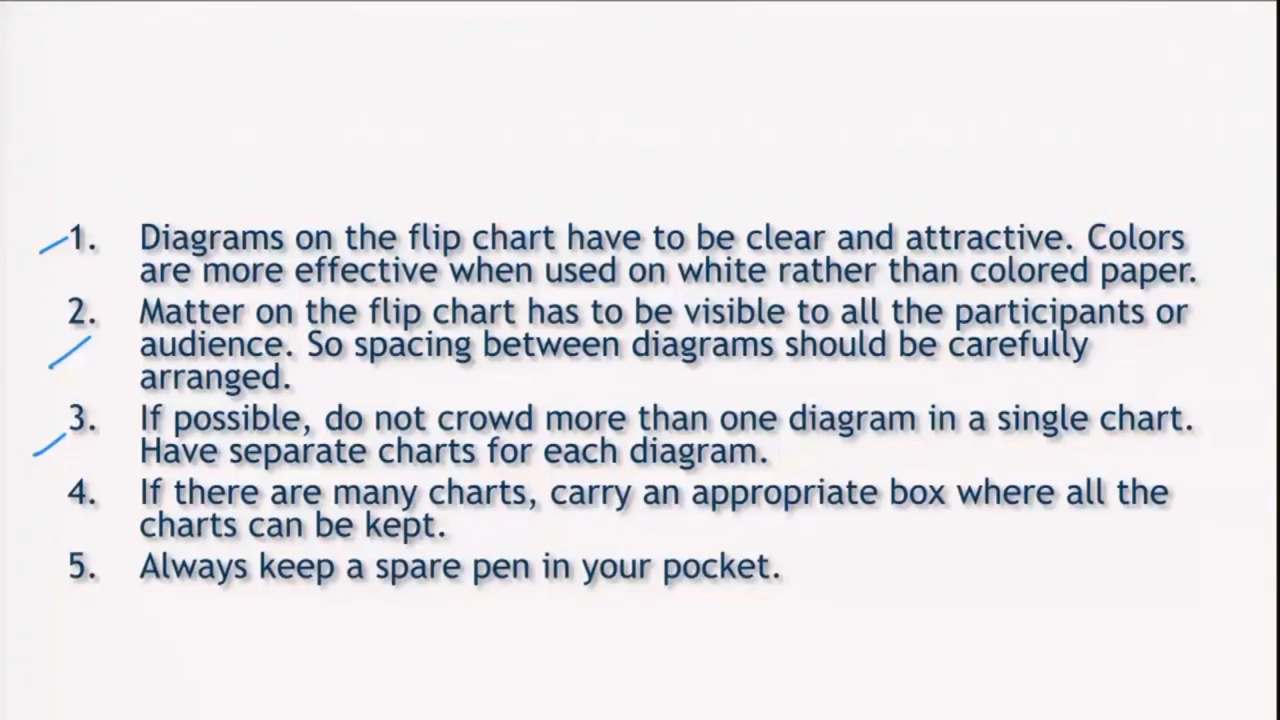 1. Diagrams on the flip chart have to be clear and attractive. Colors
are more effective when used on white rather than colored paper.
2. Matter on the flip chart has to be visible to all the participants or
audience. So spacing between diagrams should be carefully
arranged.
3. If possible, do not crowd more than one diagram in a single chart.
Have separate charts for each diagram.
4. If there are many charts, carry an appropriate box where all the
charts can be kept.
5. Always keep a spare pen in your pocket.